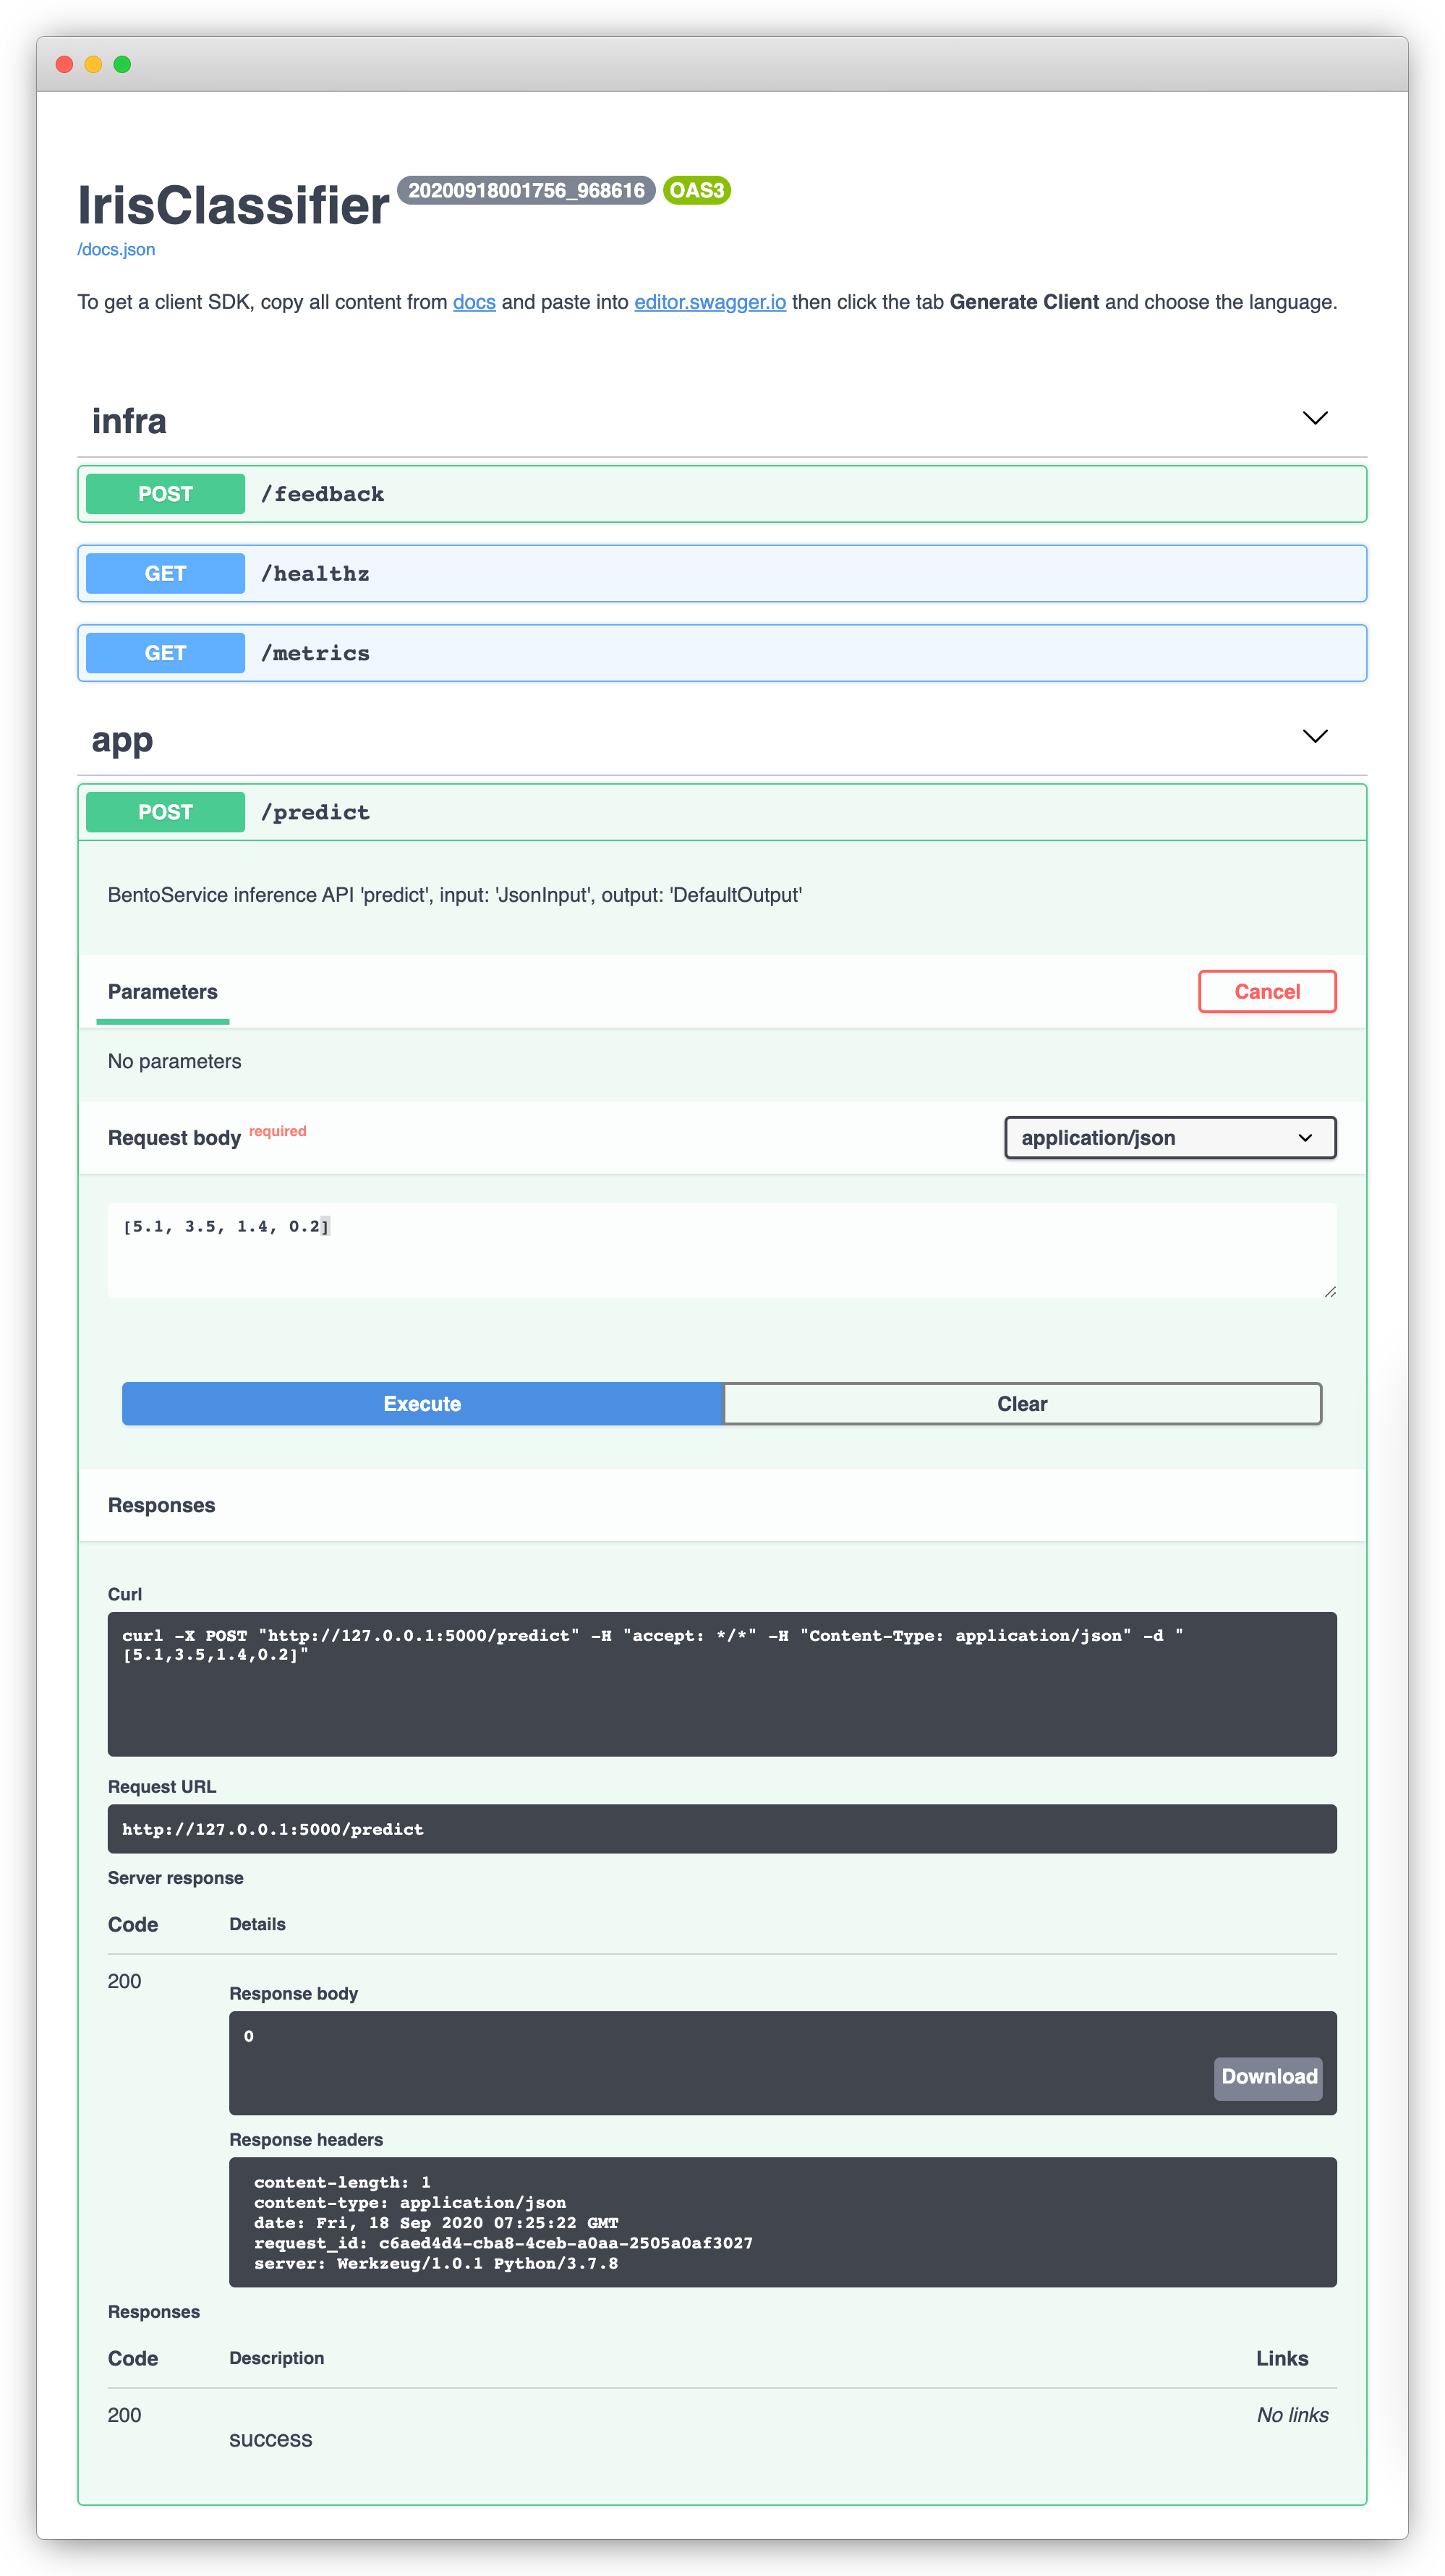 IrisClassifier 20200918001756_968616 OAS3
/docs.json
To get a client SDK, copy all content from docs and paste into editor.swagger.io then click the tab Generate Client and choose the language.
infra
POST /feedback
GET /healthz
GET /metrics
app
POST /predict
BentoService inference API 'predict', input: 'JsonInput', output: 'DefaultOutput'
Parameters Cancel
No parameters
Request body required application/json
[5.1, 3.5, 1.4, 0.2]
Execute Clear
Responses
Curl
curl -X POST "http://127.0.0.1:5000/predict" -H "accept: */*" -H "Content-Type: application/json" -d "
[5.1,3.5,1.4,0.2]"
Request URL
http://127.0.0.1:5000/predict
Server response
Code Details
200
Response body
0
Download
Response headers
content-length: 1
content-type: application/json
date: Fri, 18 Sep 2020 07:25:22 GMT
request_id: c6aed4d4-cba8-4ceb-a0aa-2505a0af3027
server: Werkzeug/1.0.1 Python/3.7.8
Responses
Code Description Links
200 No links
success